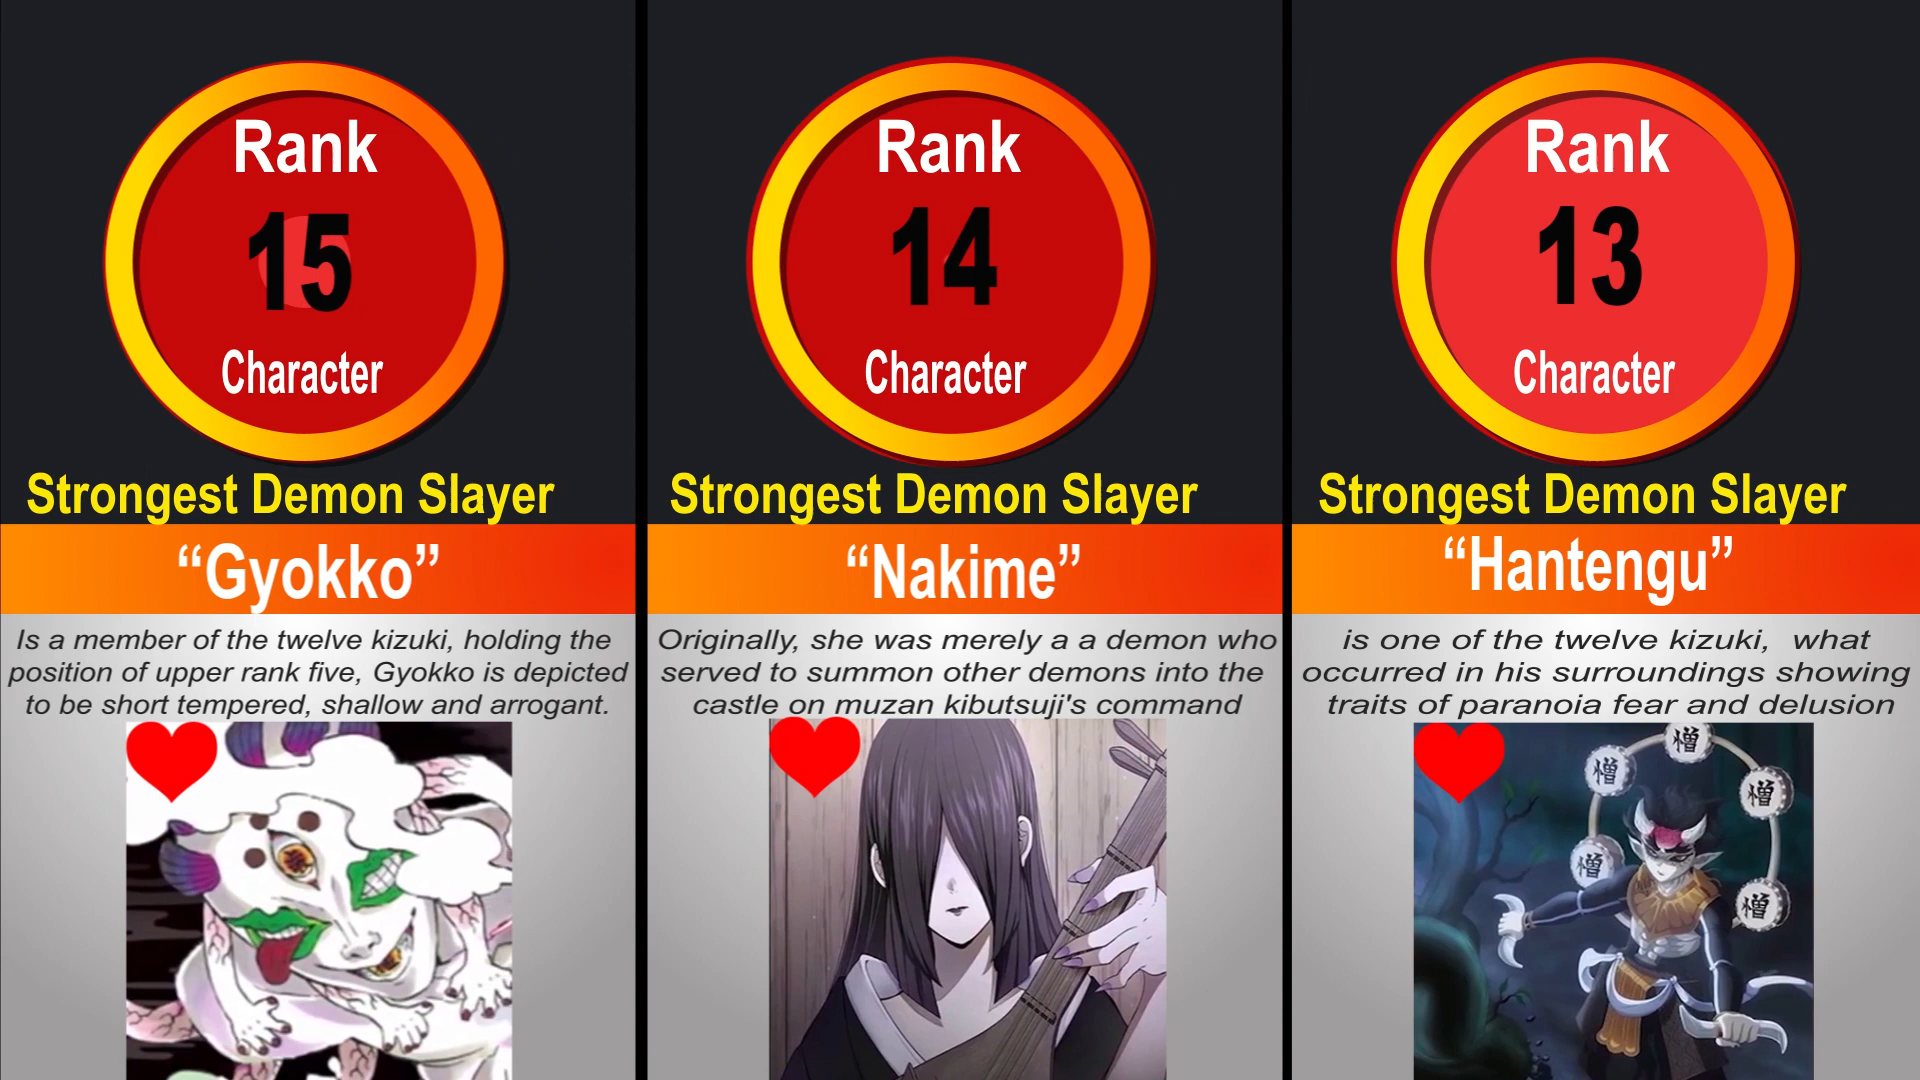 Rank
15
Character
Strongest Demon Slayer
“Gyokko”
Is a member of the twelve kizuki, holding the
position of upper rank five, Gyokko is depicted
to be short tempered, shallow and arrogant.
Rank
14
Character
Strongest Demon Slayer
“Nakime”
Originally, she was merely a a demon who
served to summon other demons into the
castle on muzan kibutsuji's command
Rank
13
Character
Strongest Demon Slayer
“Hantengu”
is one of the twelve kizuki, what
occurred in his surroundings showing
traits of paranoia fear and delusion
憎
憎
憎
憎
憎